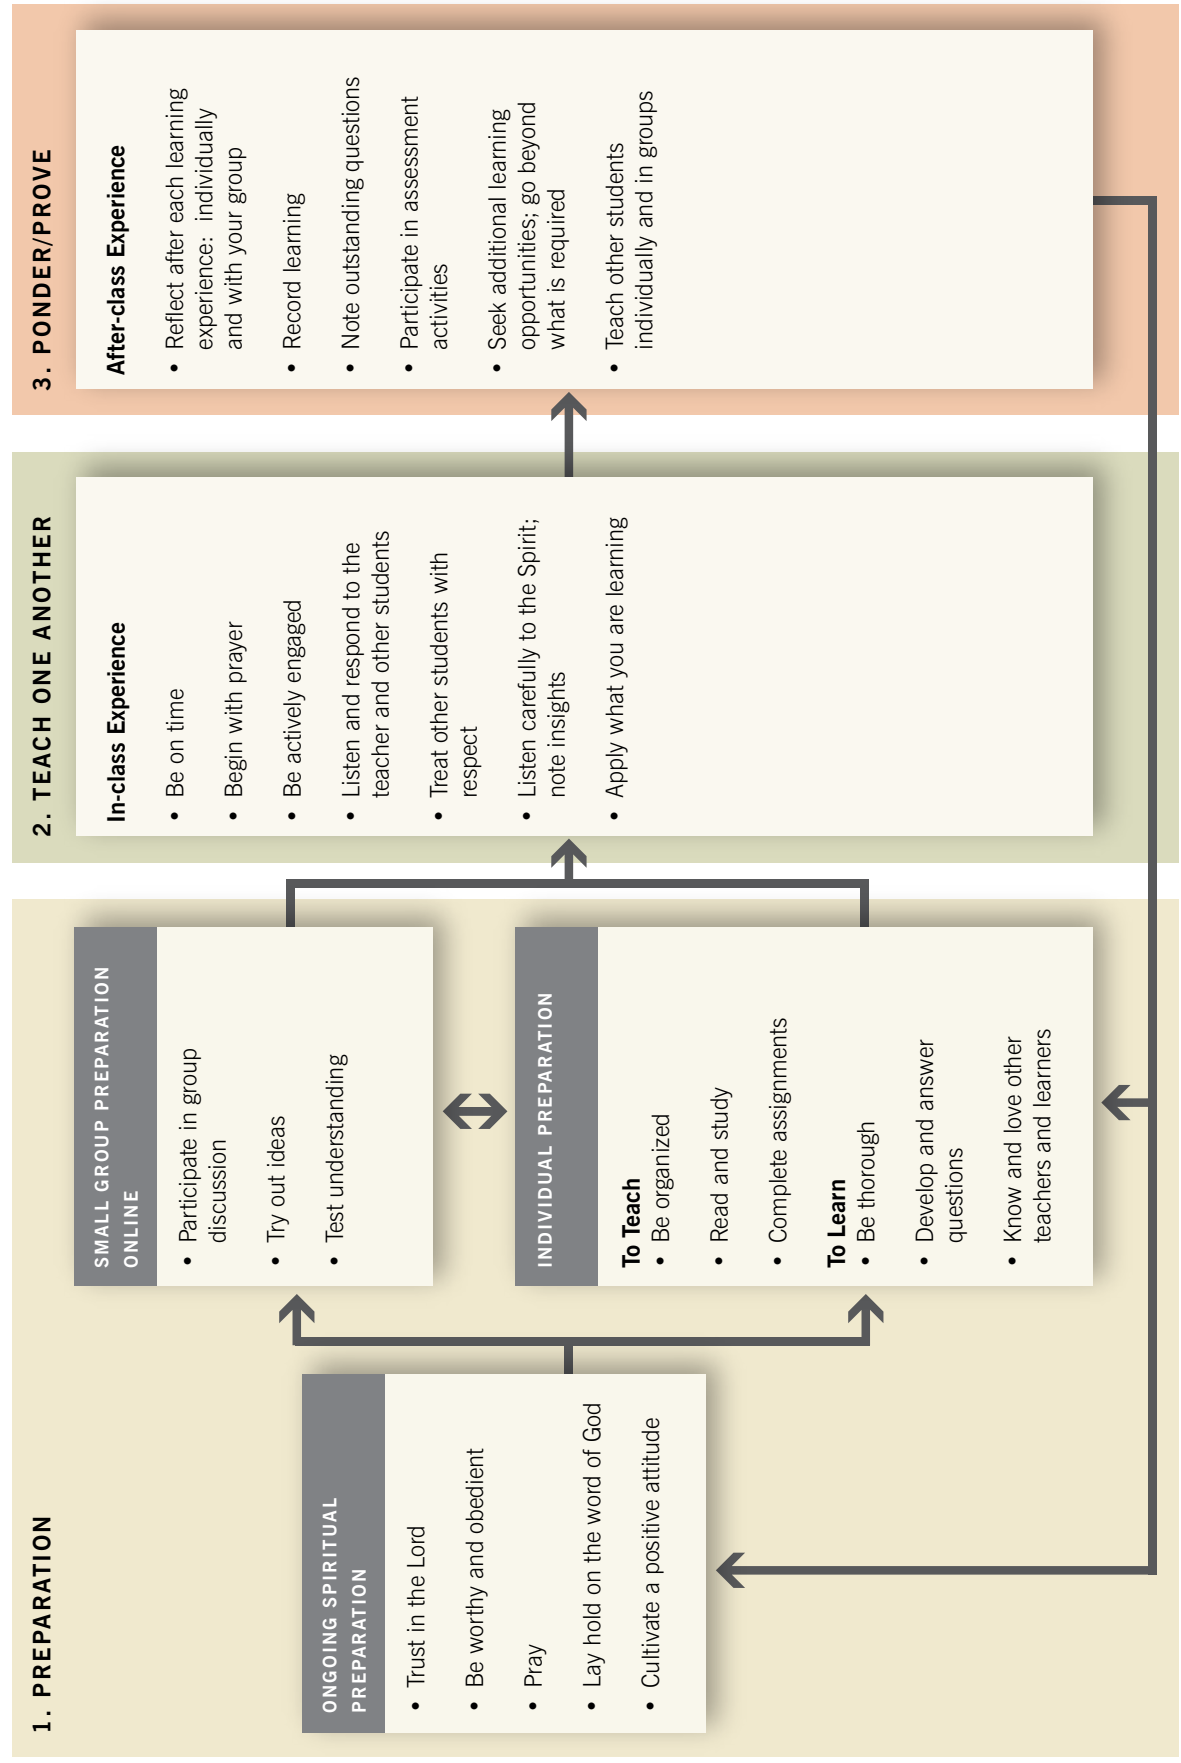 1. PREPARATION
ONGOING SPIRITUAL
PREPARATION
• Trust in the Lord
• Be worthy and obedient
• Pray
• Lay hold on the word of God
• Cultivate a positive attitude
SMALL GROUP PREPARATION
ONLINE
• Participate in group
discussion
• Try out ideas
• Test understanding
INDIVIDUAL PREPARATION
To Teach
• Be organized
• Read and study
• Complete assignments
To Learn
• Be thorough
• Develop and answer
questions
• Know and love other
teachers and learners
2. TEACH ONE ANOTHER
In-class Experience
• Be on time
• Begin with prayer
• Be actively engaged
• Listen and respond to the
teacher and other students
• Treat other students with
respect
• Listen carefully to the Spirit;
note insights
• Apply what you are learning
3. PONDER/PROVE
After-class Experience
• Reflect after each learning
experience: individually
and with your group
• Record learning
• Note outstanding questions
• Participate in assessment
activities
• Seek additional learning
opportunities; go beyond
what is required
• Teach other students
individually and in groups